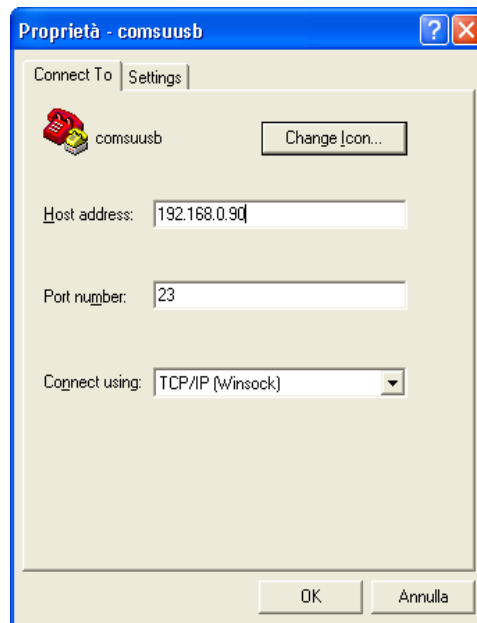 Proprietà - comsuusb
Connect To Settings
comsuusb Change Icon...
Host address: 192.168.0.90
Port number: 23
Connect using: TCP/IP (Winsock)
OK Annulla